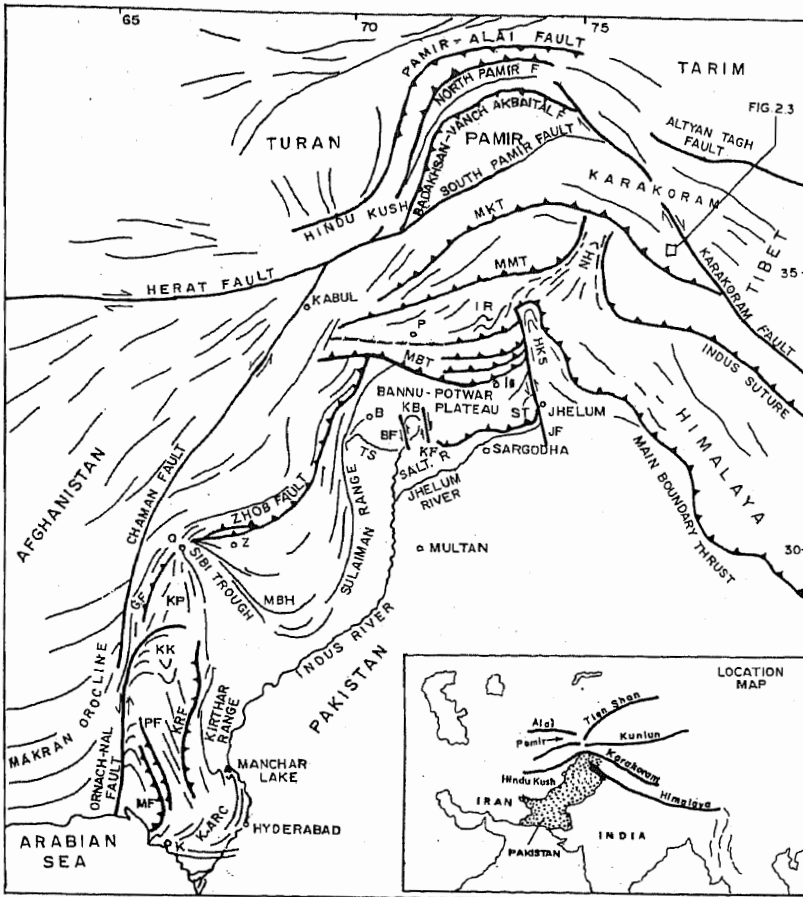 65
70
75
PAMIR-ALAI FAULT
NORTH PAMIR F
TARIM
FIG. 2.3
BADAKHSAN-VANCH AKBAITAL F
PAMIR
ALTYAN TAGH
FAULT
TURAN
SOUTH PAMIR FAULT
KARAKORAM
HINDU KUSH
MKT
TIBET
35
HERAT FAULT
MMT
NHS
KARAKORAM FAULT
KABUL
IR
P
INDUS SUTURE
MBT
HKS
Is
BANNU-POTWAR
PLATEAU
B
KB
ST
JHELUM
BF
KF
JF
TS
SALT. R
SARGODHA
JHELUM
RIVER
HIMALAYA
AFGHANISTAN
CHAMAN FAULT
ZHOB FAULT
SULAIMAN RANGE
MAIN BOUNDARY THRUST
Q
Z
MULTAN
30
SIBI TROUGH
GF
KP
MBH
INDUS RIVER
PAKISTAN
KK
MAKRAN OROCLINE
ORNACH-NAL
FAULT
PF
KRF
KIRTHAR
RANGE
MANCHAR
LAKE
MF
K.ARC
K
HYDERABAD
ARABIAN
SEA
LOCATION
MAP
Alai
Tien Shan
Pamir
Kunlun
Hindu Kush
Karakoram
Himalaya
IRAN
INDIA
PAKISTAN